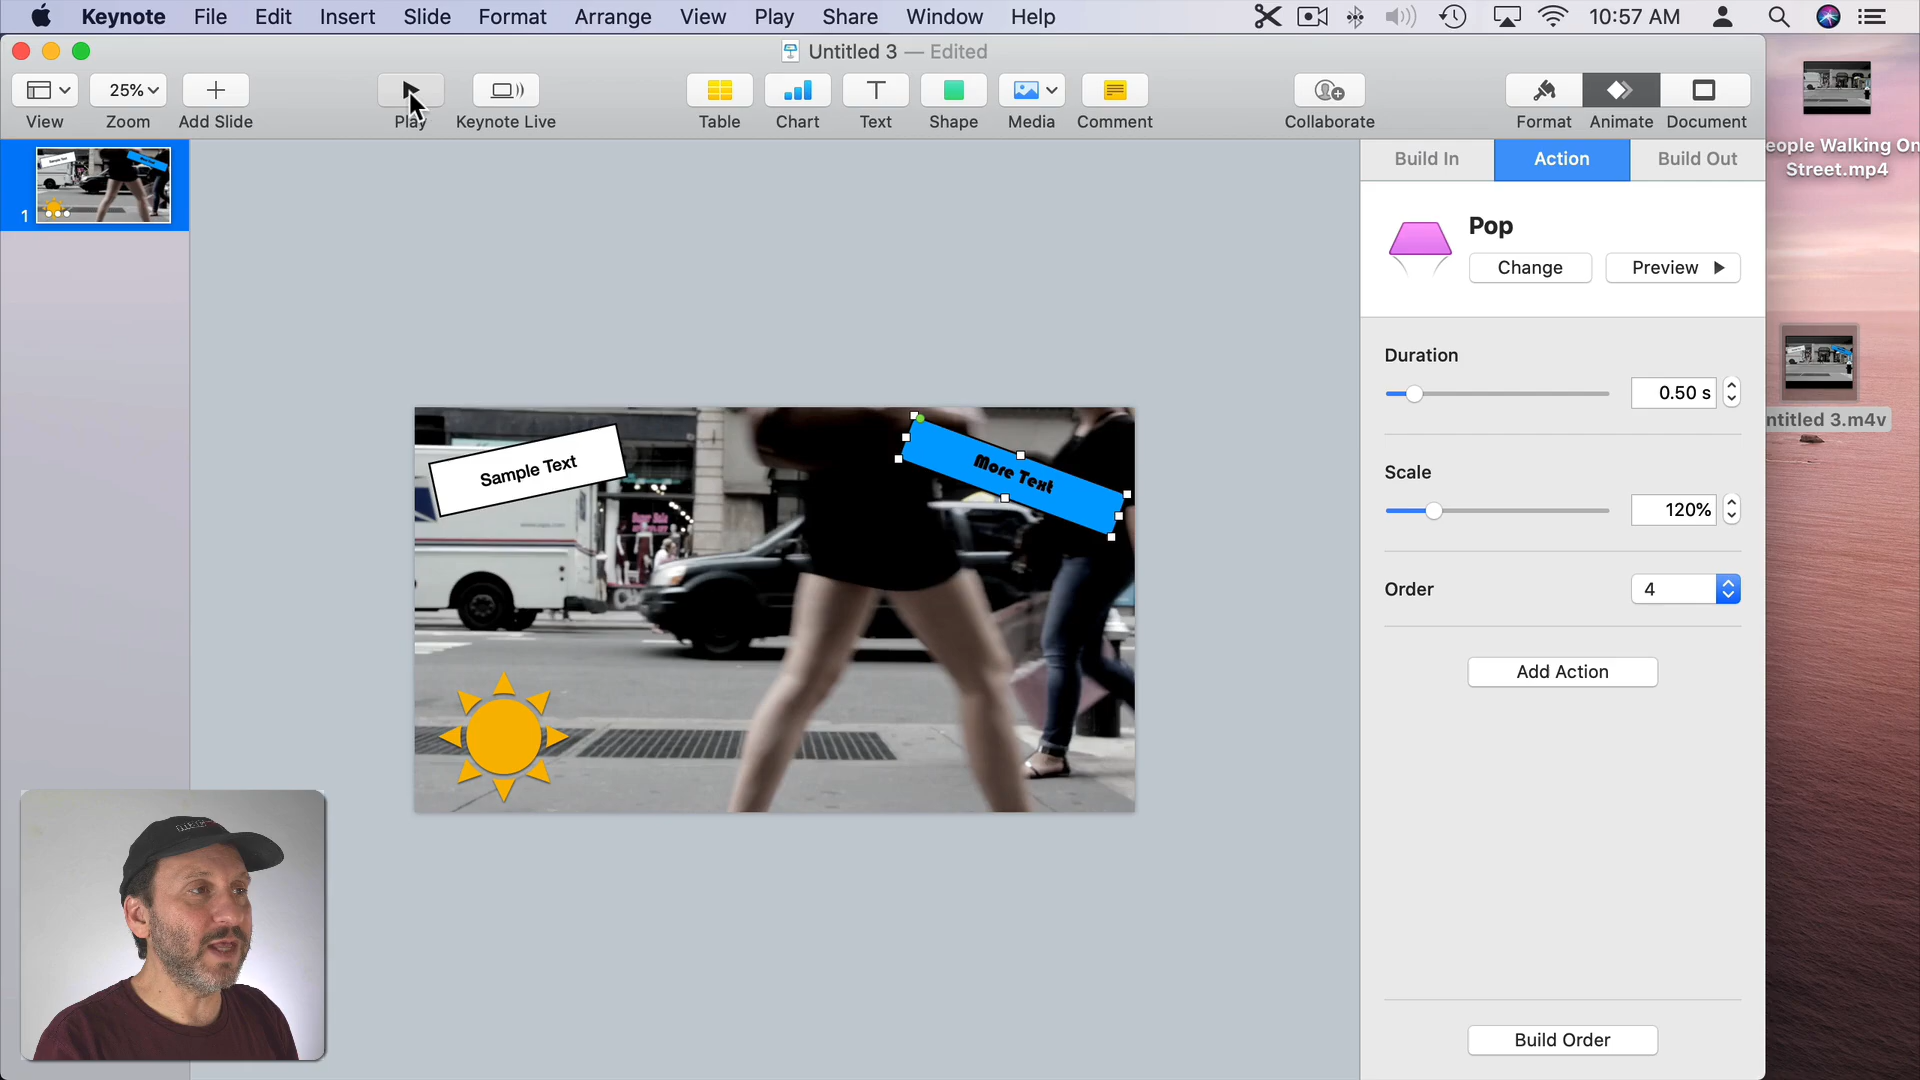 Keynote File Edit Insert Slide Format Arrange View Play Share Window Help 10:57 AM
Untitled 3 — Edited
25%
View Zoom Add Slide Play Keynote Live Table Chart Text Shape Media Comment Collaborate Format Animate Document
eople Walking On
Street.mp4
Build In Action Build Out
1
Pop
Change Preview
Duration
0.50 s
ntitled 3.m4v
Sample Text
More Text
Scale
120%
Order 4
Add Action
Build Order